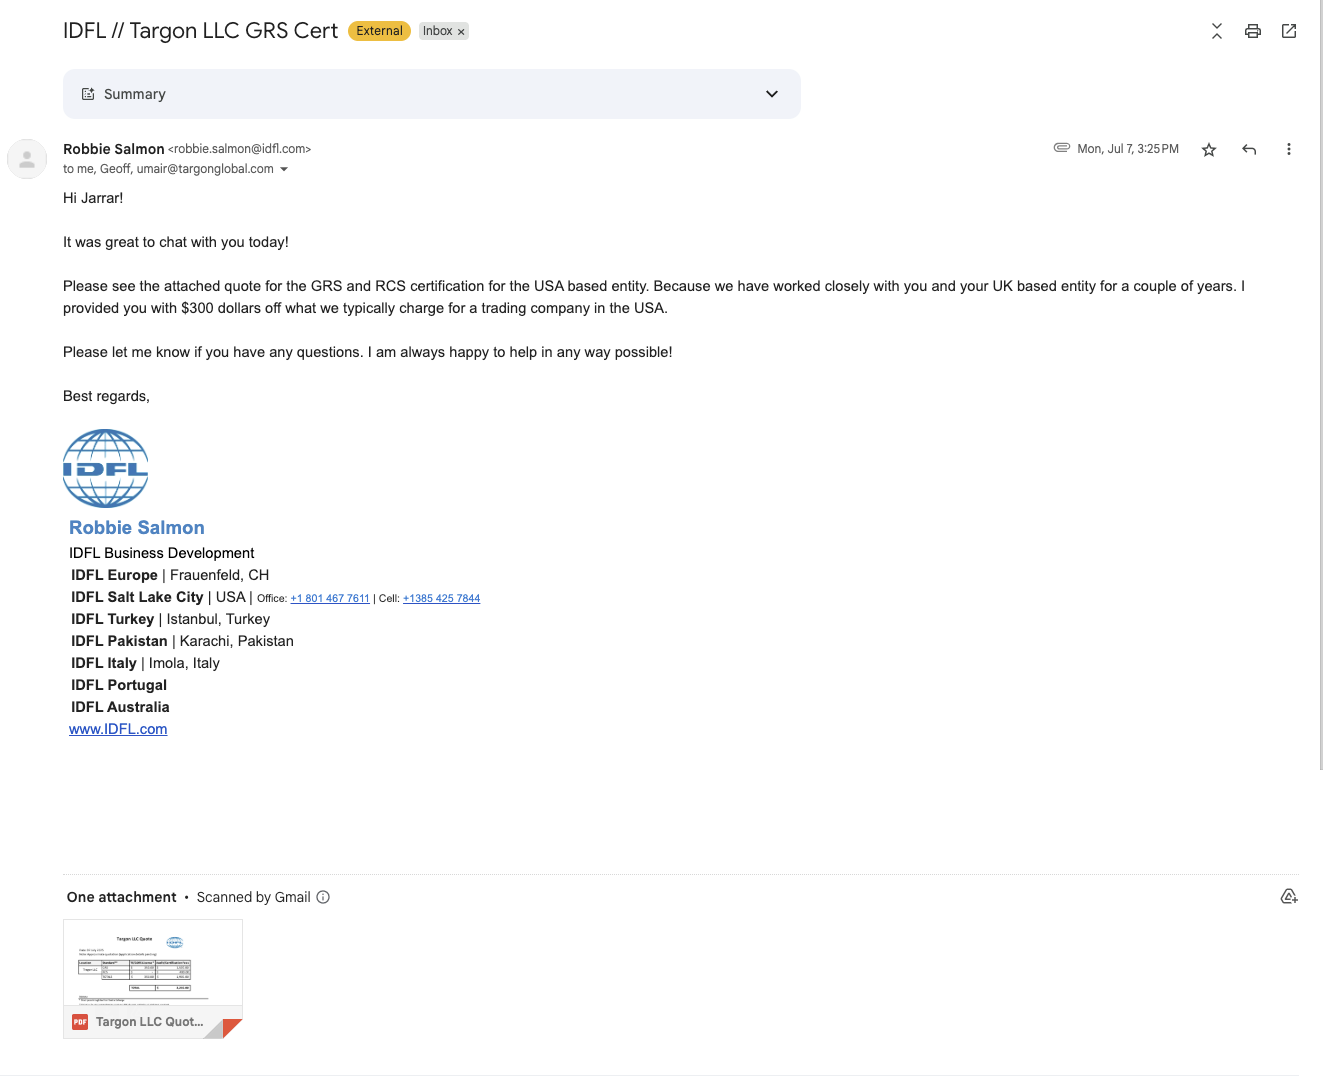 IDFL // Targon LLC GRS Cert External Inbox ×
Summary
Robbie Salmon <robbie.salmon@idfl.com> Mon, Jul 7, 3:25 PM
to me, Geoff, umair@targonglobal.com
Hi Jarrar!
It was great to chat with you today!
Please see the attached quote for the GRS and RCS certification for the USA based entity. Because we have worked closely with you and your UK based entity for a couple of years. I
provided you with $300 dollars off what we typically charge for a trading company in the USA.
Please let me know if you have any questions. I am always happy to help in any way possible!
Best regards,
IDFL
Robbie Salmon
IDFL Business Development
IDFL Europe | Frauenfeld, CH
IDFL Salt Lake City | USA | Office: +1 801 467 7611 | Cell: +1385 425 7844
IDFL Turkey | Istanbul, Turkey
IDFL Pakistan | Karachi, Pakistan
IDFL Italy | Imola, Italy
IDFL Portugal
IDFL Australia
www.IDFL.com
One attachment • Scanned by Gmail
Targon LLC Quote
IDFL
PDF Targon LLC Quot...